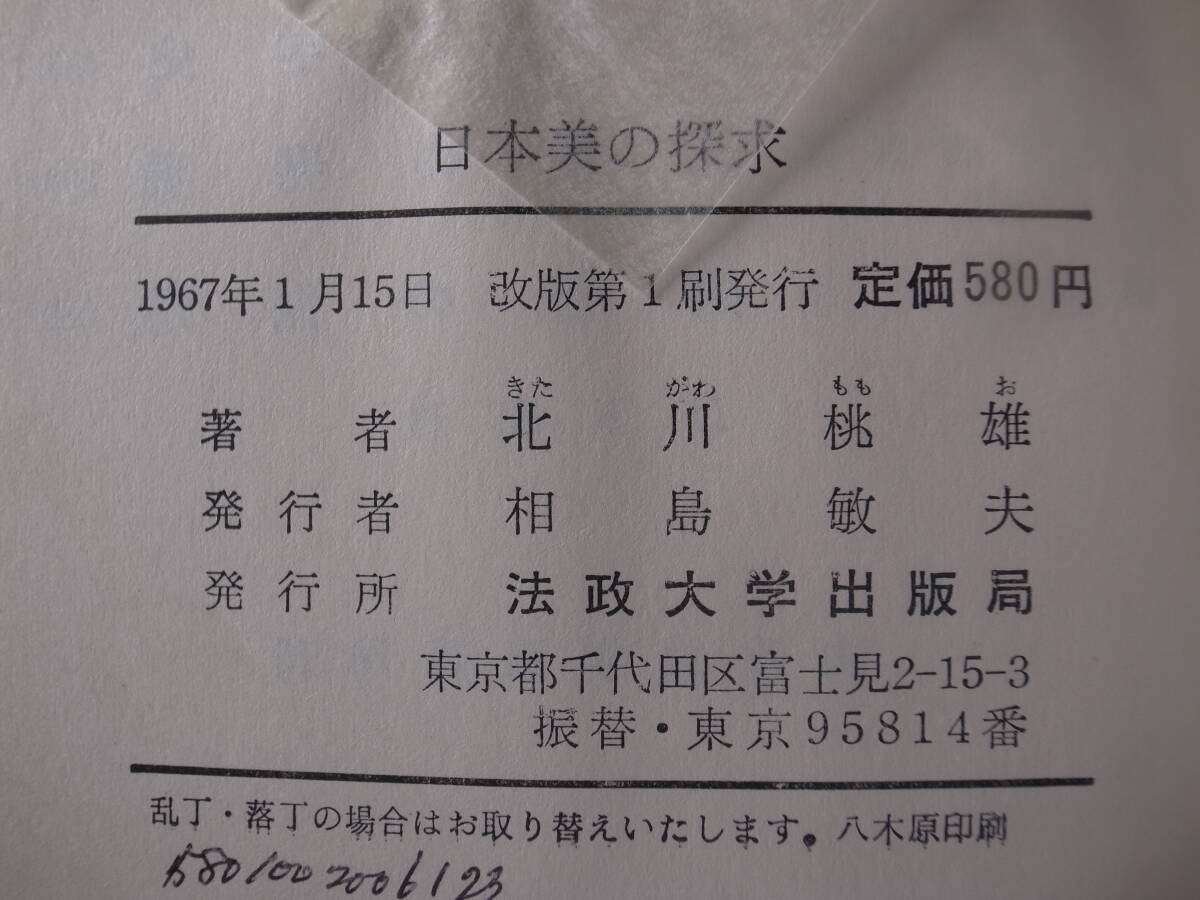 日本美の探求
1967年1月15日 改版第1刷発行 定価580円
きた がわ もも お
著者 北川桃雄
発行者 相島敏夫
発行所 法政大学出版局
東京都千代田区富士見2-15-3
振替・東京95814番
乱丁・落丁の場合はお取り替えいたします。八木原印刷